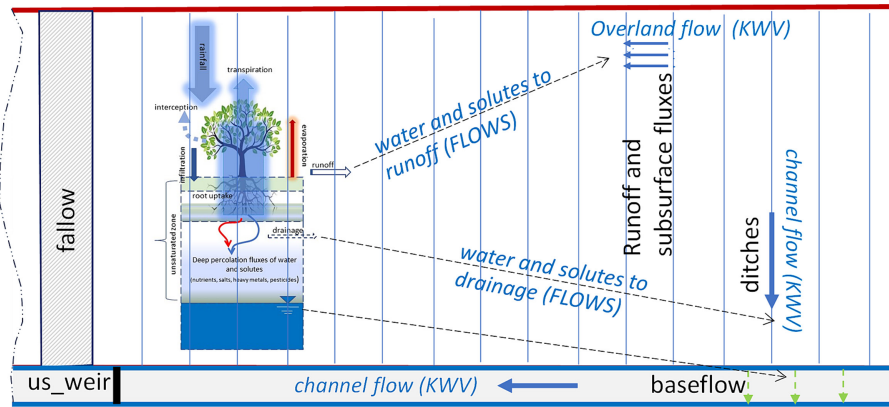 Overland flow (KWV)
rainfall
transpiration
interception
water and solutes to
runoff (FLOWS)
evaporation
infiltration
runoff
root uptake
Runoff and
subsurface fluxes
channel flow (KWV)
fallow
unsaturated zone
drainage
ditches
Deep percolation fluxes of water
and solutes
(nutrients, salts, heavy metals, pesticides)
water and solutes to
drainage (FLOWS)
us_weir
channel flow (KWV)
baseflow